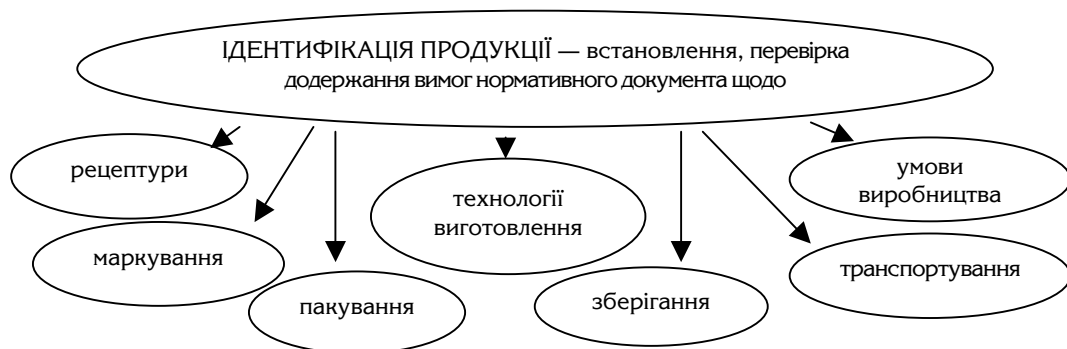 ІДЕНТИФІКАЦІЯ ПРОДУКЦІЇ — встановлення, перевірка
додержання вимог нормативного документа щодо
рецептури
маркування
пакування
технології
виготовлення
зберігання
умови
виробництва
транспортування